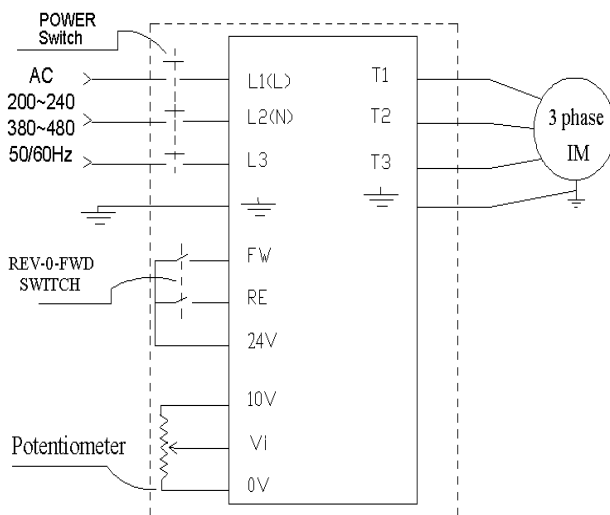 POWER
Switch
AC
200~240
380~480
50/60Hz
L1(L)
L2(N)
L3
T1
T2
T3
3 phase
IM
REV-0-FWD
SWITCH
FW
RE
24V
10V
Vi
0V
Potentiometer